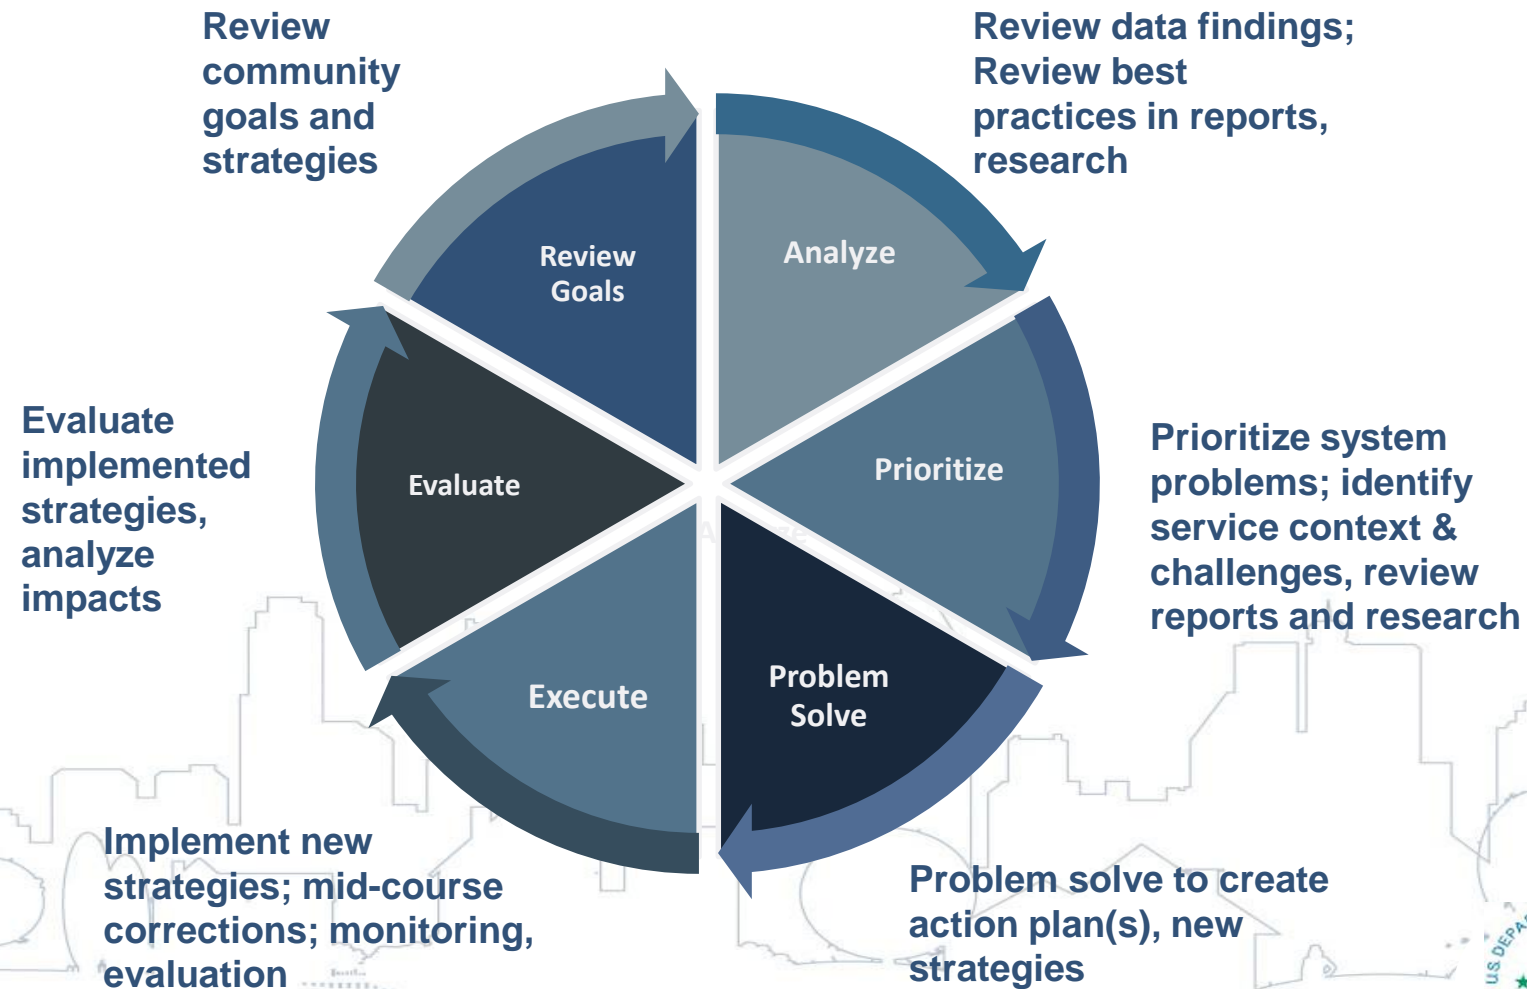 Review
community
goals and
strategies
Review data findings;
Review best
practices in reports,
research
Review
Goals
Analyze
Evaluate
implemented
strategies,
analyze
impacts
Evaluate
Prioritize
Prioritize system
problems; identify
service context &
challenges, review
reports and research
Execute
Problem
Solve
Implement new
strategies; mid-course
corrections; monitoring,
evaluation
Problem solve to create
action plan(s), new
strategies
US